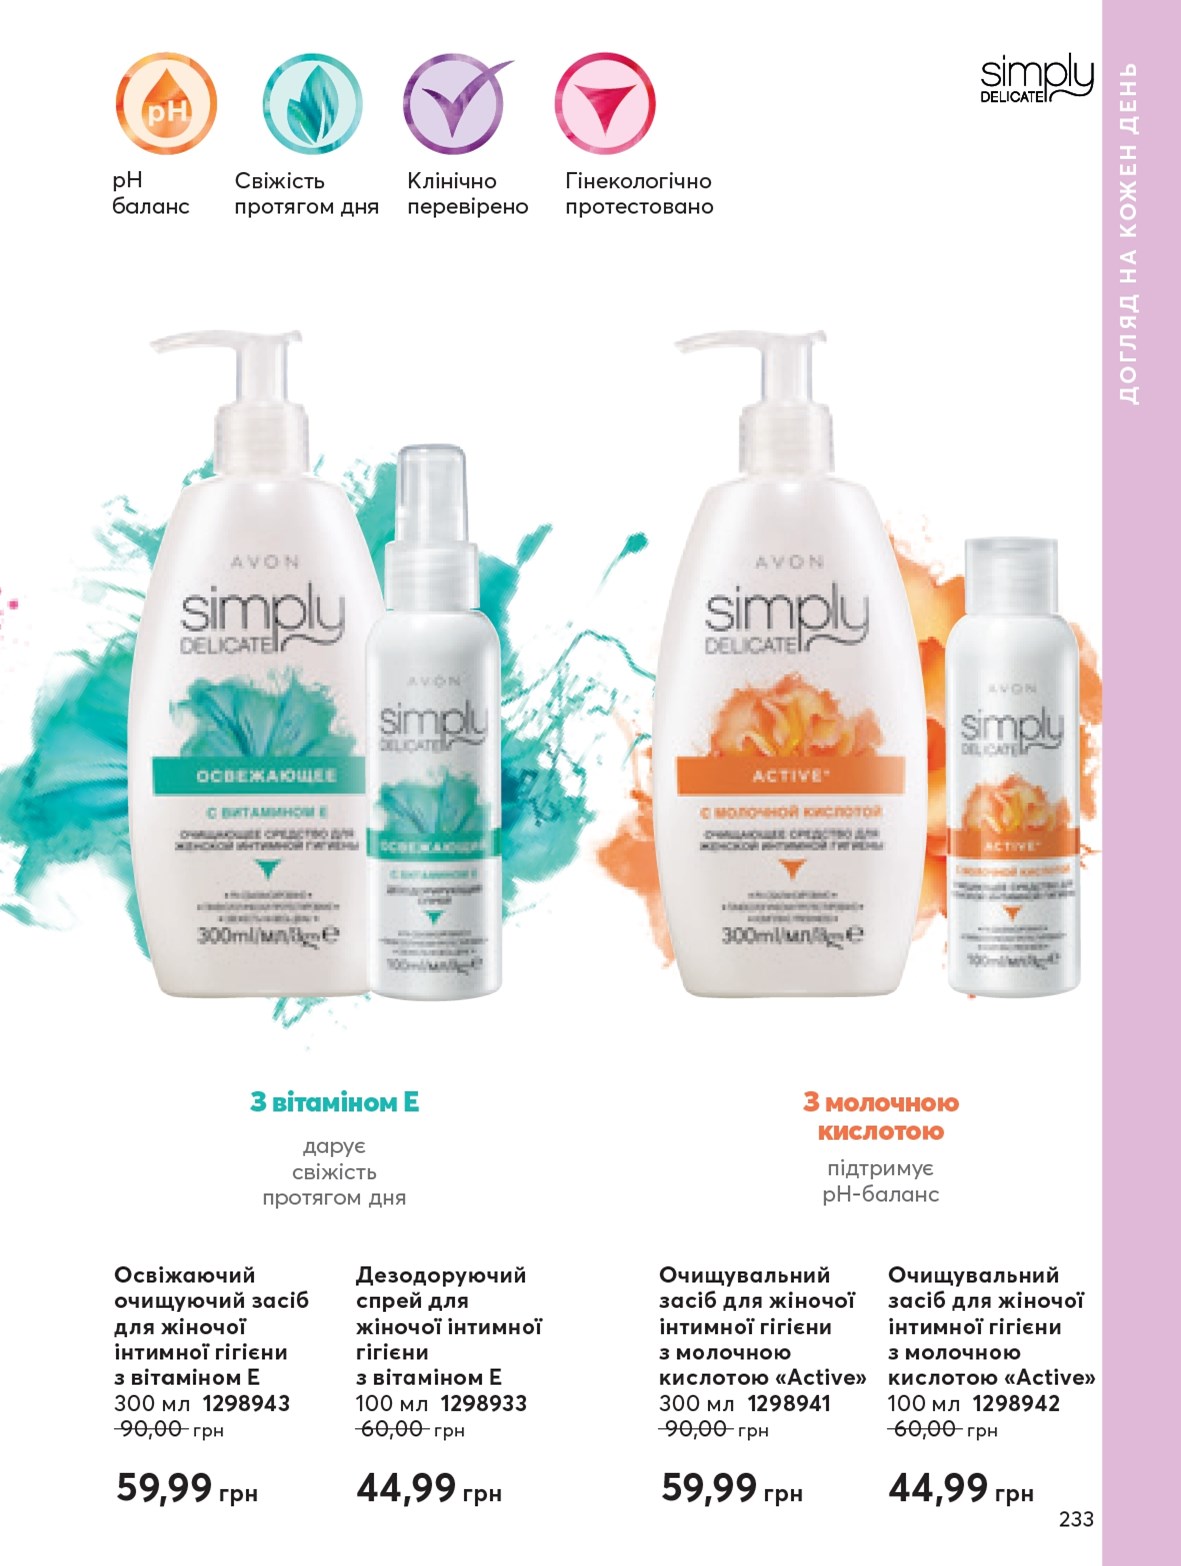 pH
simply
DELICATE
ДОГЛЯД НА КОЖЕН ДЕНЬ
pH
баланс
Свіжість
протягом дня
Клінічно
перевірено
Гінекологічно
протестовано
AVON
simply
DELICATE
ОСВЕЖАЮЩЕЕ
С ВИТАМИНОМ Е
ОЧИЩАЮЩЕЕ СРЕДСТВО ДЛЯ
ЖЕНСКОЙ ИНТИМНОЙ ГИГИЕНЫ
300ml/мл/
AVON
simply
DELICATE
ОСВЕЖАЮЩИЙ
С ВИТАМИНОМ Е
ДЕЗОДОРИРУЮЩИЙ
СПРЕЙ
100ml/мл/
AVON
simply
DELICATE
ACTIVE+
С МОЛОЧНОЙ КИСЛОТОЙ
ОЧИЩАЮЩЕЕ СРЕДСТВО ДЛЯ
ЖЕНСКОЙ ИНТИМНОЙ ГИГИЕНЫ
300ml/мл/
AVON
simply
DELICATE
ACTIVE+
С МОЛОЧНОЙ КИСЛОТОЙ
100ml/мл/
З вітаміном Е
дарує
свіжість
протягом дня
З молочною
кислотою
підтримує
pH-баланс
Освіжаючий
очищуючий засіб
для жіночої
інтимної гігієни
з вітаміном Е
300 мл 1298943
90,00 грн
59,99 грн
Дезодоруючий
спрей для
жіночої інтимної
гігієни
з вітаміном Е
100 мл 1298933
60,00 грн
44,99 грн
Очищувальний
засіб для жіночої
інтимної гігієни
з молочною
кислотою «Active»
300 мл 1298941
90,00 грн
59,99 грн
Очищувальний
засіб для жіночої
інтимної гігієни
з молочною
кислотою «Active»
100 мл 1298942
60,00 грн
44,99 грн
233